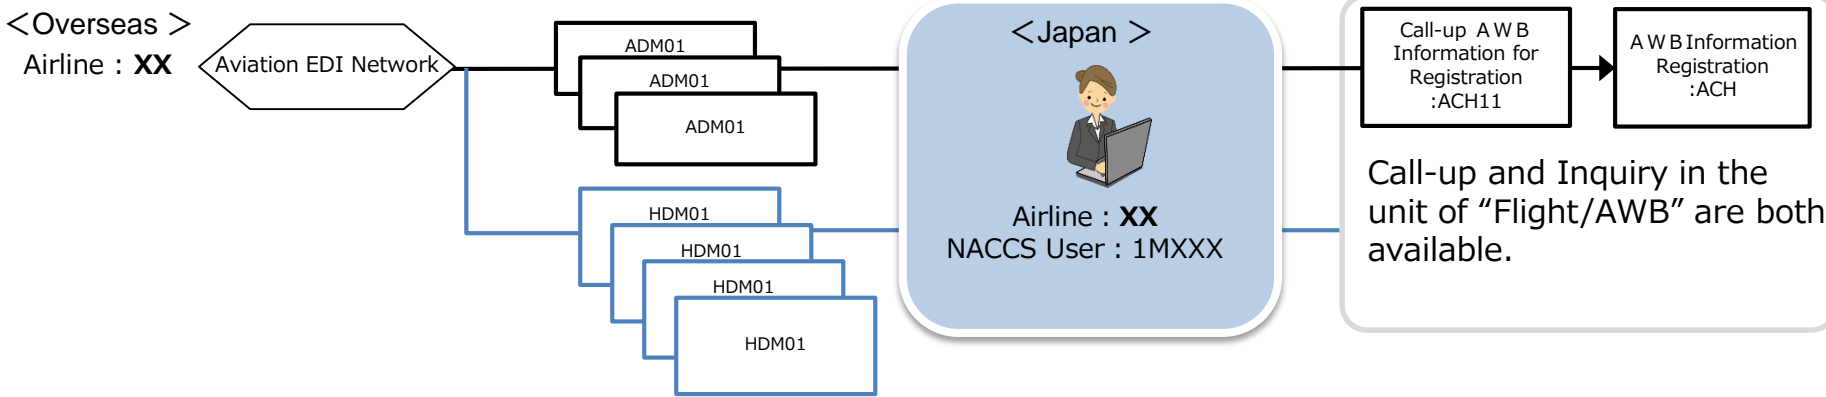 ＜Overseas ＞
Airline : XX
Aviation EDI Network
ADM01
ADM01
ADM01
HDM01
HDM01
HDM01
HDM01
＜Japan ＞
Airline : XX
NACCS User : 1MXXX
Call-up ＡＷＢ
Information for
Registration
:ACH11
ＡＷＢInformation
Registration
:ACH
Call-up and Inquiry in the
unit of “Flight/AWB” are both
available.